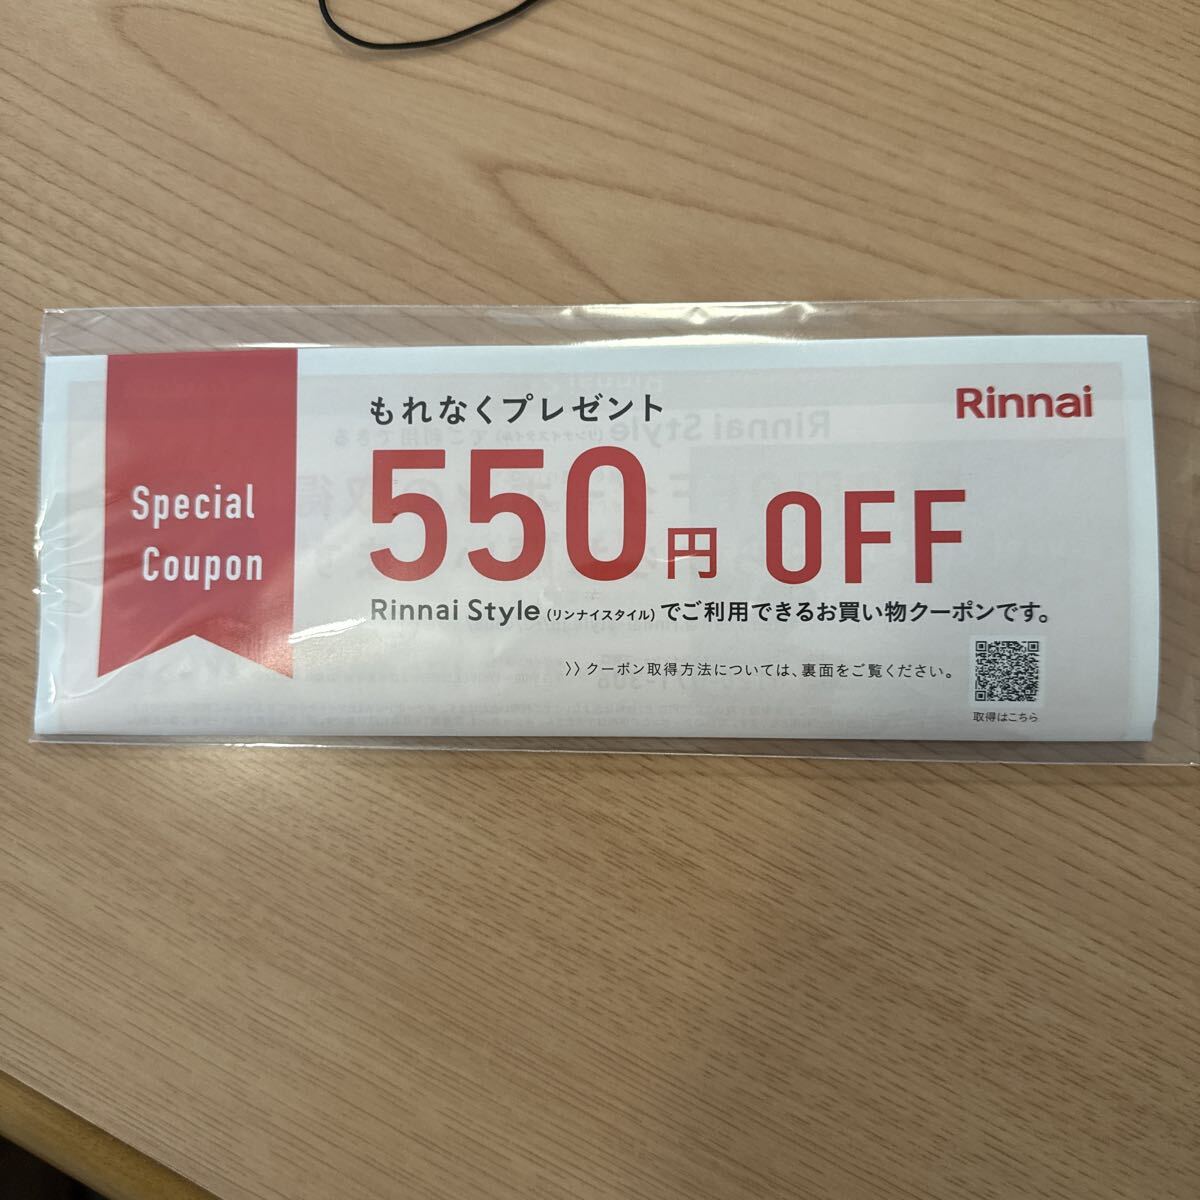 Special
Coupon
もれなくプレゼント
Rinnai
550円 OFF
Rinnai Style (リンナイスタイル) でご利用できるお買い物クーポンです。
〉〉クーポン取得方法については、裏面をご覧ください。
取得はこちら